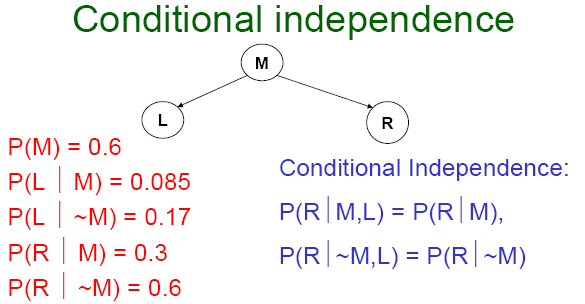 Conditional independence
M
L
R
P(M) = 0.6
P(L | M) = 0.085
P(L | ~M) = 0.17
P(R | M) = 0.3
P(R | ~M) = 0.6
Conditional Independence:
P(R|M,L) = P(R|M),
P(R|~M,L) = P(R|~M)